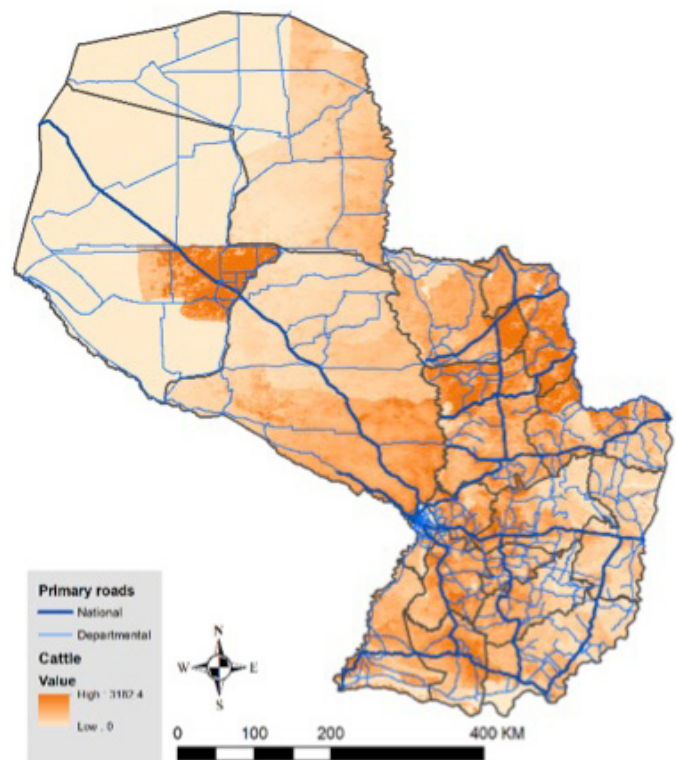 Primary roads
National
Departmental
Cattle
Value
High : 3182.4
Low . 0
N
W E
S
0 100 200 400 KM